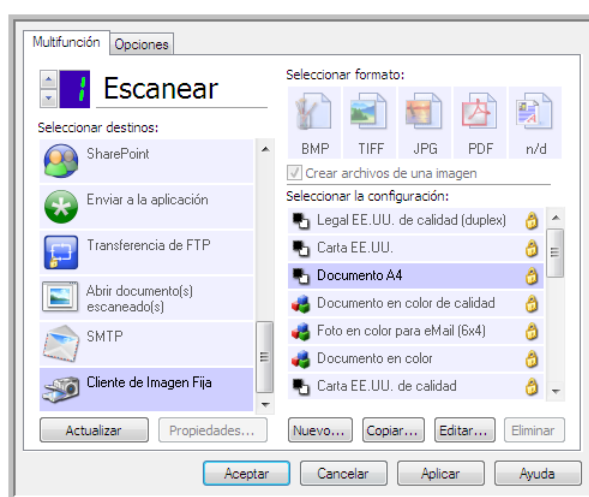 Multifunción
Opciones
1
Escanear
Seleccionar destinos:
SharePoint
Enviar a la aplicación
Transferencia de FTP
Abrir documento(s)
escaneado(s)
SMTP
Cliente de Imagen Fija
Actualizar
Propiedades...
Seleccionar formato:
BMP
TIFF
JPG
PDF
n/d
Crear archivos de una imagen
Seleccionar la configuración:
Legal EE.UU. de calidad (duplex)
Carta EE.UU.
Documento A4
Documento en color de calidad
Foto en color para eMail (6x4)
Documento en color
Carta EE.UU. de calidad
Nuevo...
Copiar...
Editar...
Eliminar
Aceptar
Cancelar
Aplicar
Ayuda